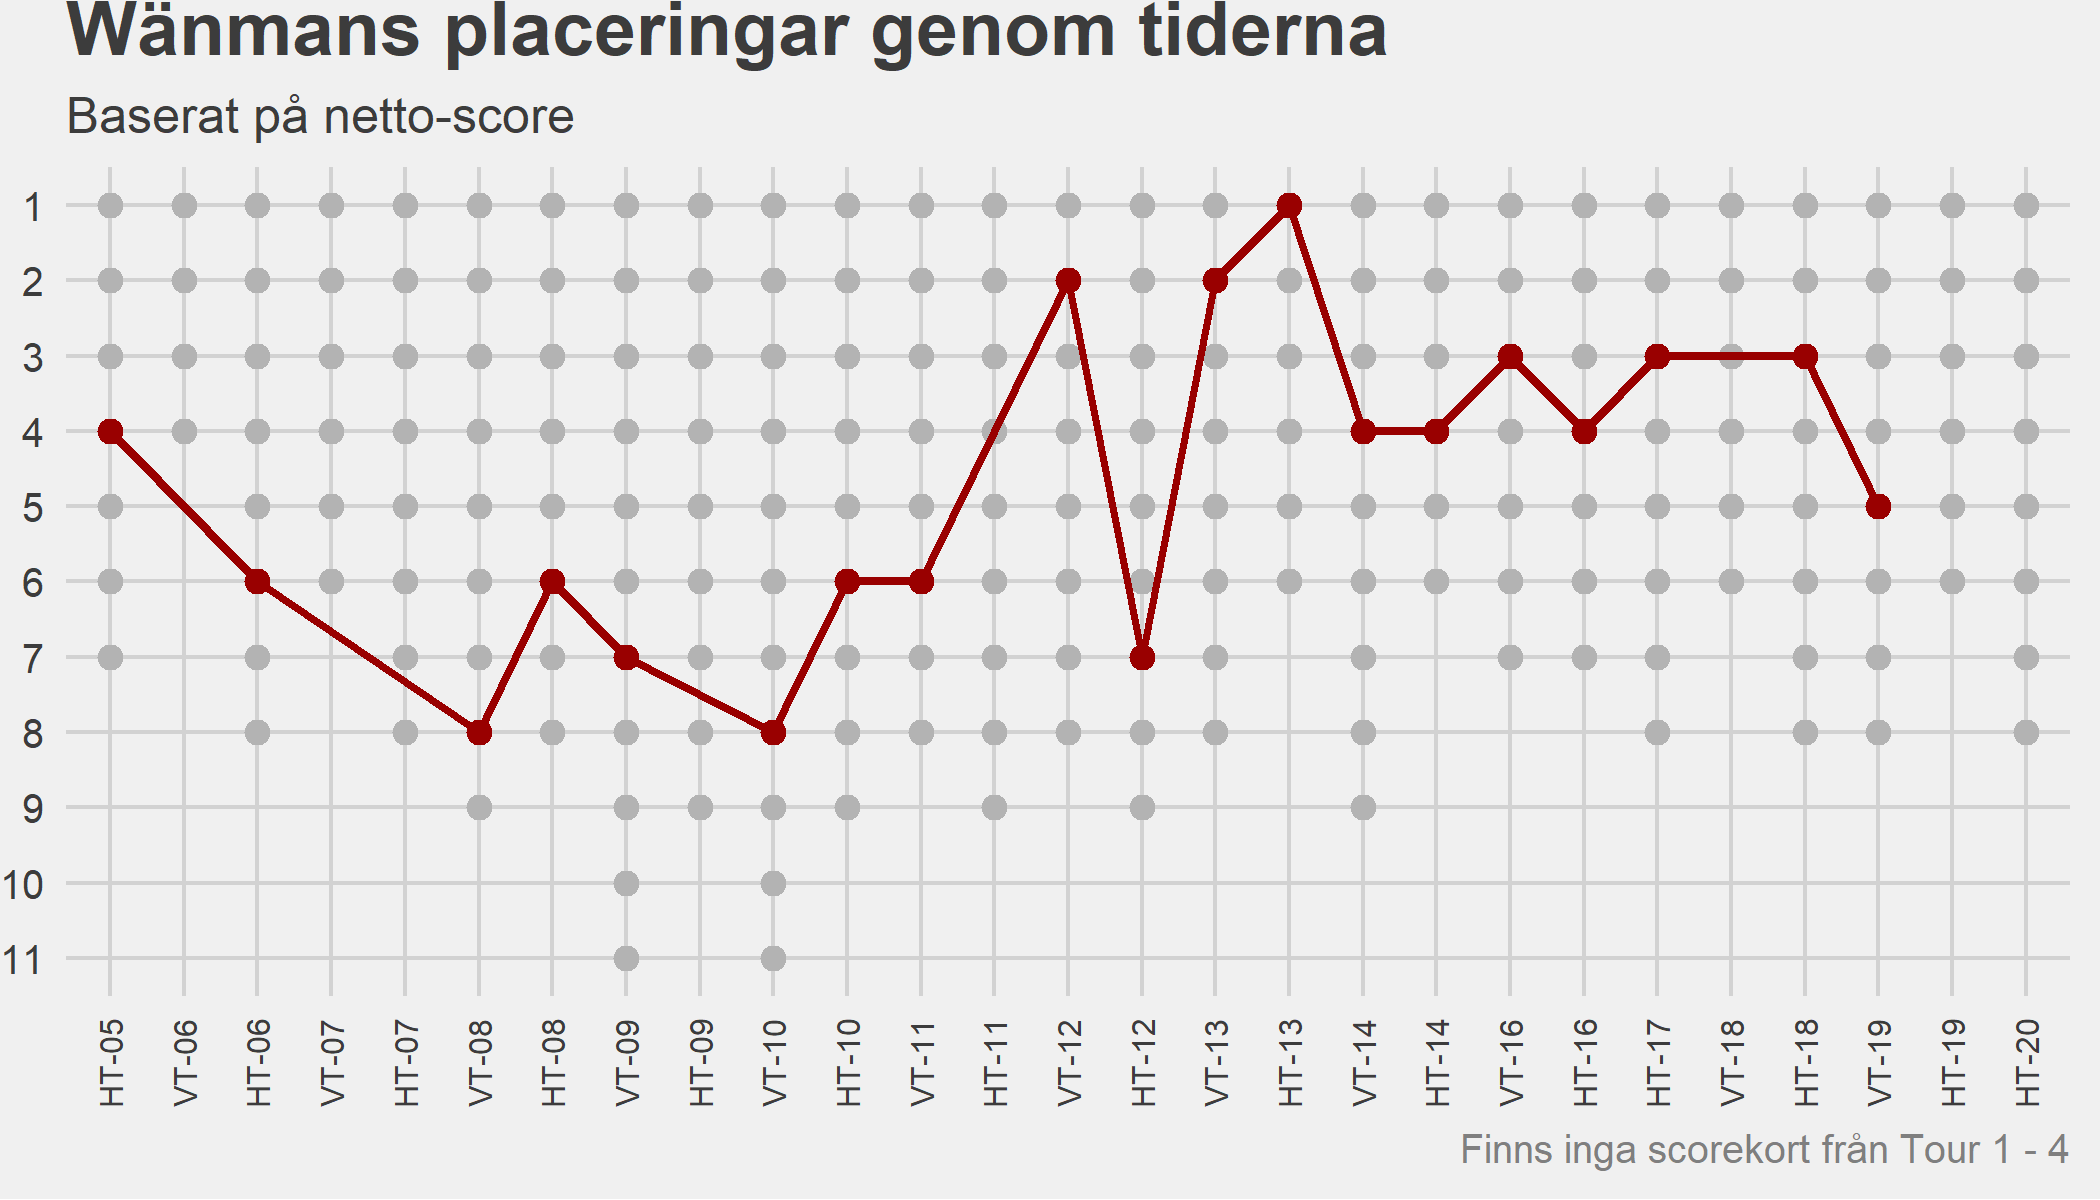 Wänmans placeringar genom tiderna
Baserat på netto-score
1
2
3
4
5
6
7
8
9
10
11
HT-05
VT-06
HT-06
VT-07
HT-07
VT-08
HT-08
VT-09
HT-09
VT-10
HT-10
VT-11
HT-11
VT-12
HT-12
VT-13
HT-13
VT-14
HT-14
VT-16
HT-16
HT-17
VT-18
HT-18
VT-19
HT-19
HT-20
Finns inga scorekort från Tour 1 - 4